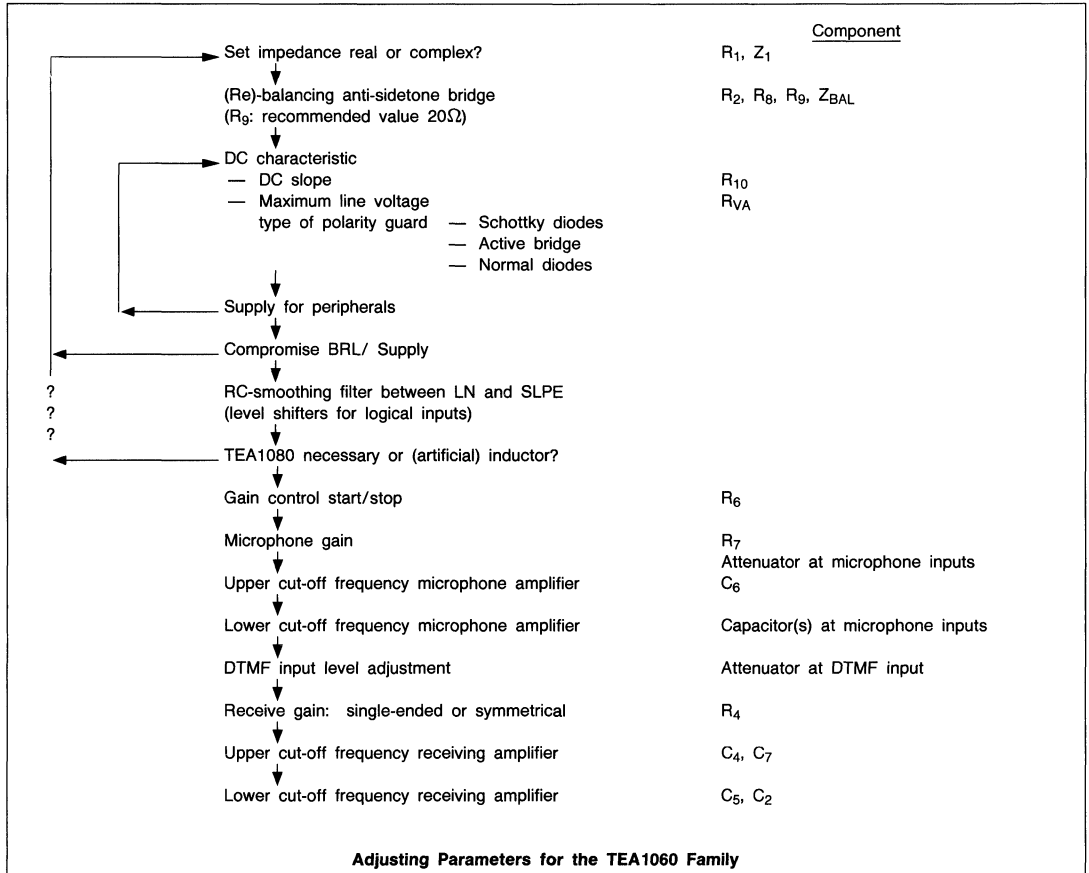 Component
Set impedance real or complex? R1, Z1
(Re)-balancing anti-sidetone bridge R2, R8, R9, ZBAL
(R9: recommended value 20Ω)
DC characteristic
— DC slope R10
— Maximum line voltage RVA
type of polarity guard — Schottky diodes
— Active bridge
— Normal diodes
Supply for peripherals
Compromise BRL/ Supply
? RC-smoothing filter between LN and SLPE
? (level shifters for logical inputs)
?
TEA1080 necessary or (artificial) inductor?
Gain control start/stop R6
Microphone gain R7
Attenuator at microphone inputs
Upper cut-off frequency microphone amplifier C6
Lower cut-off frequency microphone amplifier Capacitor(s) at microphone inputs
DTMF input level adjustment Attenuator at DTMF input
Receive gain: single-ended or symmetrical R4
Upper cut-off frequency receiving amplifier C4, C7
Lower cut-off frequency receiving amplifier C5, C2
Adjusting Parameters for the TEA1060 Family